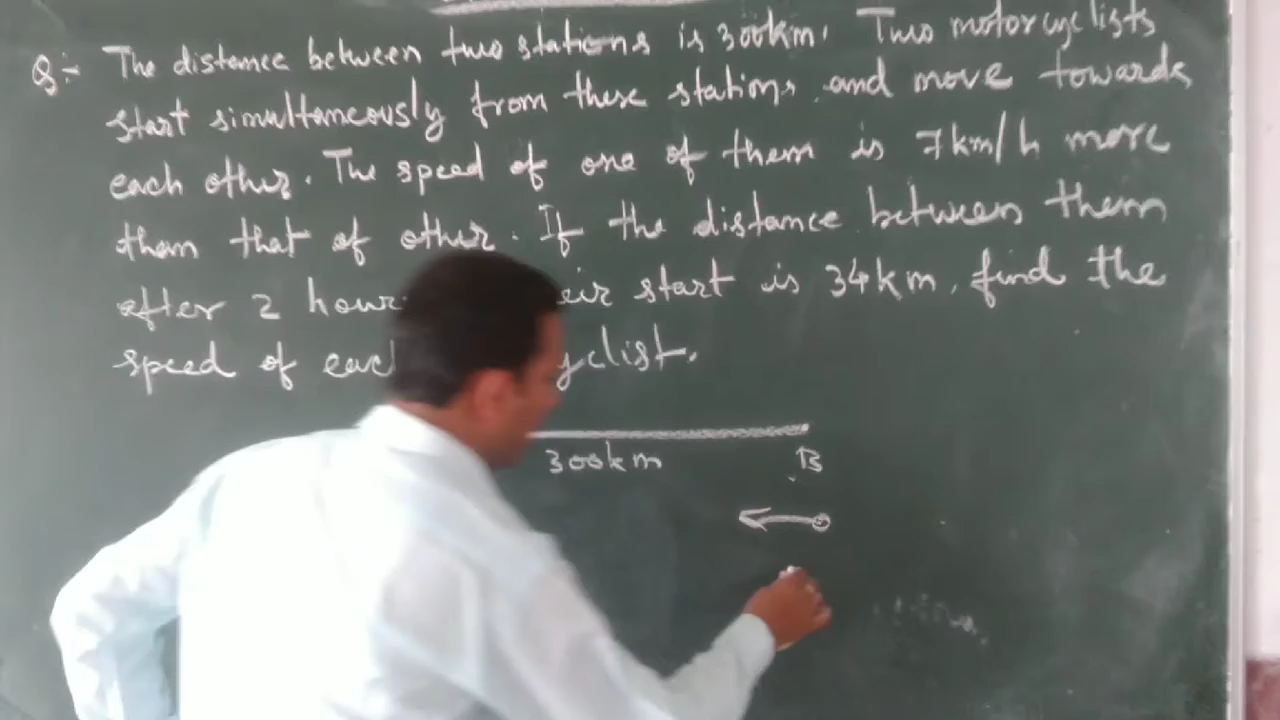 Q:- The distance between two stations is 300km. Two motorcyclists
start simultaneously from these stations and move towards
each other. The speed of one of them is 7km/h more
than that of other. If the distance between them
after 2 hour eir start is 34km, find the
speed of eac yclist.
300km B